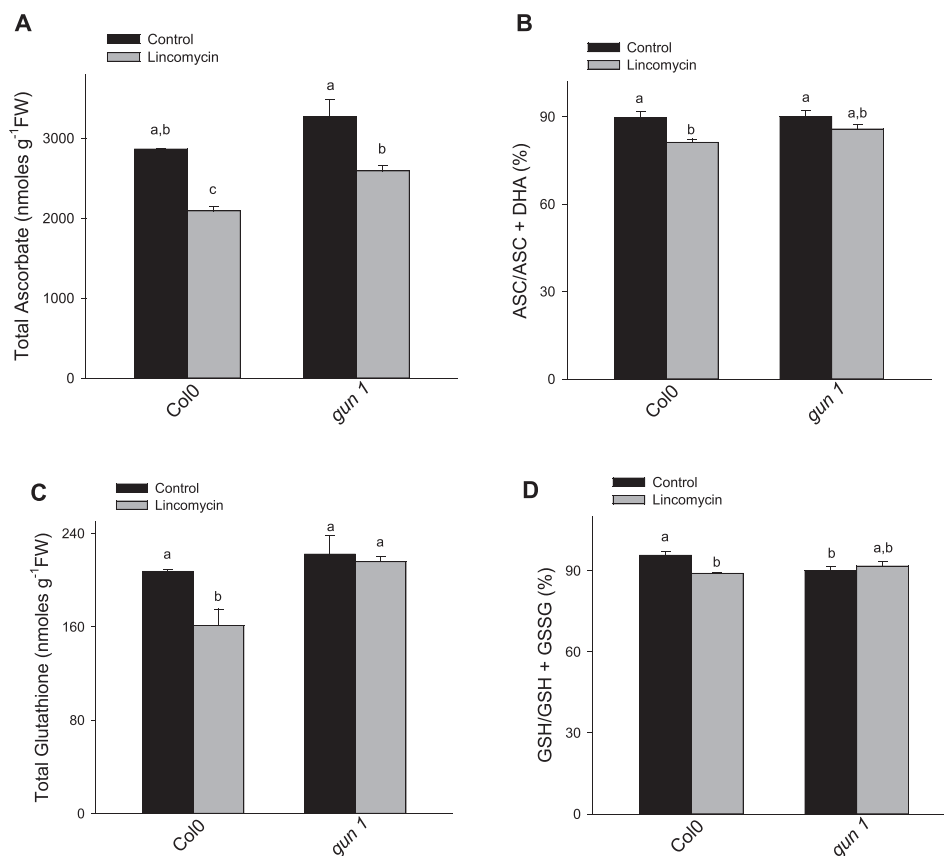 A
Control
Lincomycin
Total Ascorbate (nmoles g⁻¹FW)
3000
2000
1000
0
a,b
c
a
b
Col0
gun 1
B
Control
Lincomycin
ASC/ASC + DHA (%)
90
60
30
0
a
b
a
a,b
Col0
gun 1
C
Control
Lincomycin
Total Glutathione (nmoles g⁻¹FW)
240
160
80
0
a
b
a
a
Col0
gun 1
D
Control
Lincomycin
GSH/GSH + GSSG (%)
90
60
30
0
a
b
b
a,b
Col0
gun 1